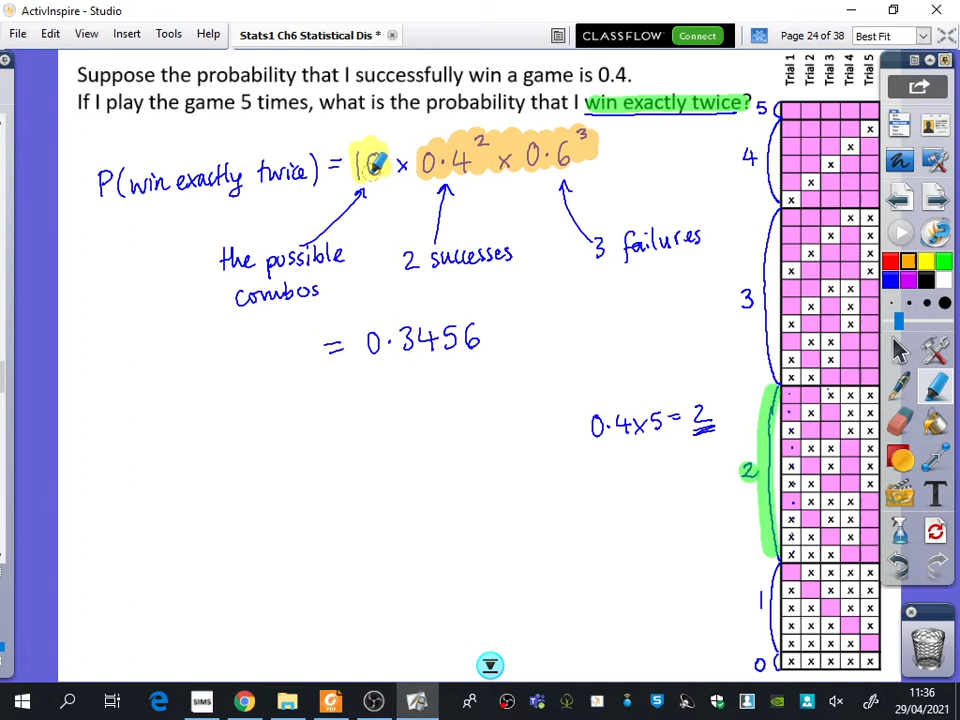 ActivInspire - Studio
File Edit View Insert Tools Help Stats1 Ch6 Statistical Dis * CLASSFLOW Connect Page 24 of 38 Best Fit
Suppose the probability that I successfully win a game is 0.4.
If I play the game 5 times, what is the probability that I win exactly twice?
Trial 1 Trial 2 Trial 3 Trial 4 Trial 5
P(win exactly twice) = 10 × 0.4² × 0.6³
the possible combos
2 successes
3 failures
= 0.3456
0.4×5= 2
5
4
3
2
1
0
SIMS
11:36
29/04/2021